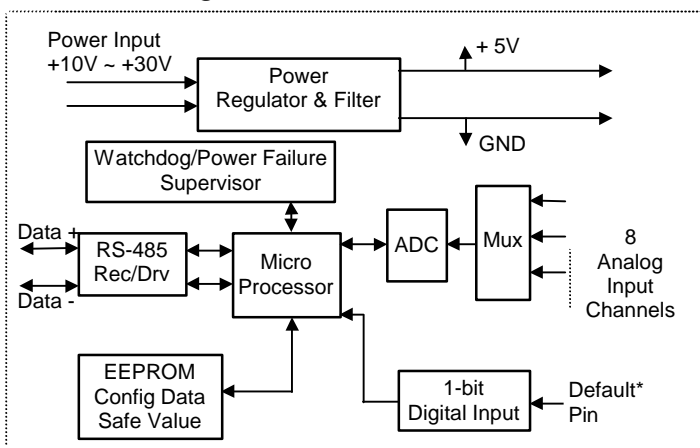 Power Input
+10V ~ +30V
Power
Regulator & Filter
+ 5V
GND
Watchdog/Power Failure
Supervisor
Data +
Data -
RS-485
Rec/Drv
Micro
Processor
ADC
Mux
8
Analog
Input
Channels
EEPROM
Config Data
Safe Value
1-bit
Digital Input
Default*
Pin